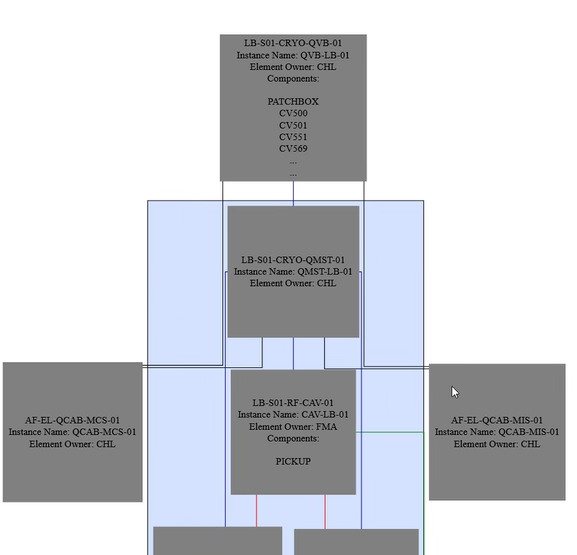 LB-S01-CRYO-QVB-01
Instance Name: QVB-LB-01
Element Owner: CHL
Components:
PATCHBOX
CV500
CV501
CV551
CV569
...
...
LB-S01-CRYO-QMST-01
Instance Name: QMST-LB-01
Element Owner: CHL
AF-EL-QCAB-MCS-01
Instance Name: QCAB-MCS-01
Element Owner: CHL
LB-S01-RF-CAV-01
Instance Name: CAV-LB-01
Element Owner: FMA
Components:
PICKUP
AF-EL-QCAB-MIS-01
Instance Name: QCAB-MIS-01
Element Owner: CHL